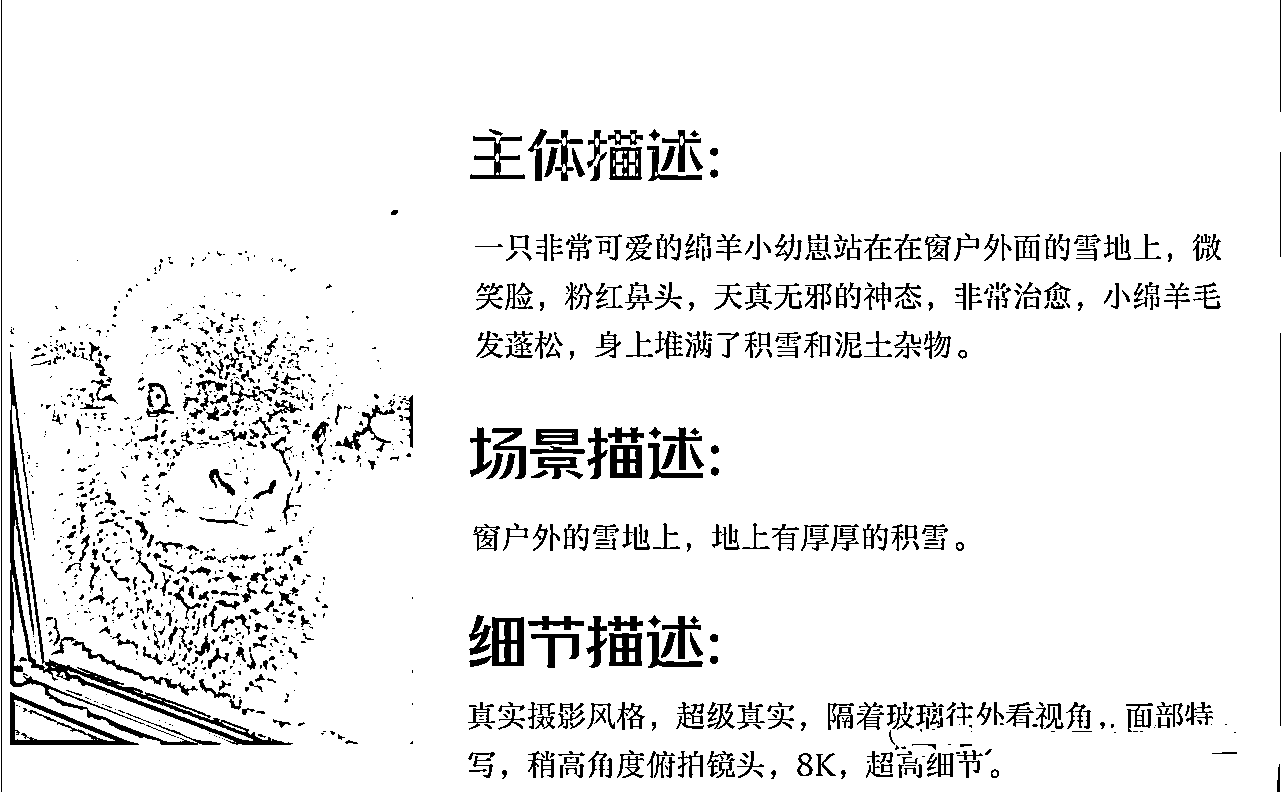 主体描述:
一只非常可爱的绵羊小幼崽站在在窗户外面的雪地上，微
笑脸，粉红鼻头，天真无邪的神态，非常治愈，小绵羊毛
发蓬松，身上堆满了积雪和泥土杂物。
场景描述:
窗户外的雪地上，地上有厚厚的积雪。
细节描述:
真实摄影风格，超级真实，隔着玻璃往外看视角，面部特
写，稍高角度俯拍镜头，8K，超高细节。